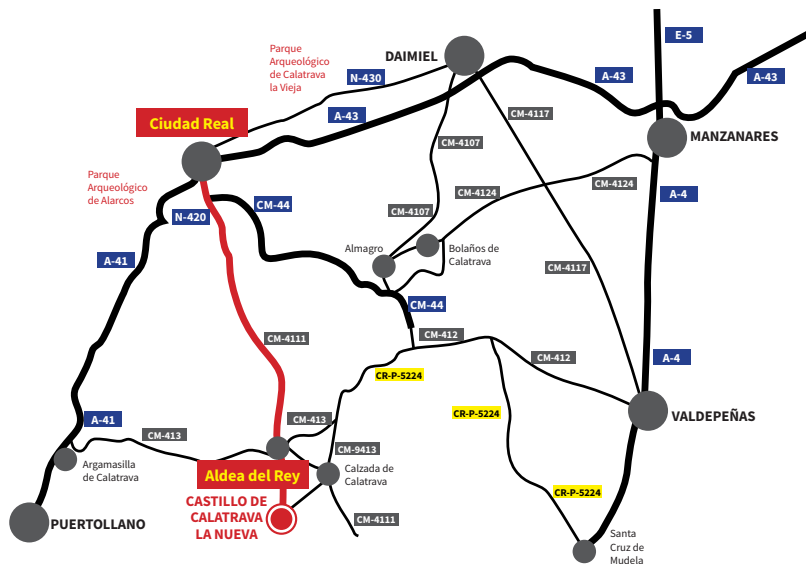 E-5
Parque
Arqueológico
de Calatrava
la Vieja
DAIMIEL
N-430
A-43
A-43
CM-4117
A-43
Ciudad Real
CM-4107
MANZANARES
Parque
Arqueológico
de Alarcos
CM-4124
CM-4124
A-4
CM-44
N-420
CM-4107
Almagro
Bolaños de
Calatrava
A-41
CM-4117
CM-44
CM-4111
CM-412
CM-412
A-4
CR-P-5224
CR-P-5224
VALDEPEÑAS
A-41
CM-413
CM-413
CM-9413
Argamasilla
de Calatrava
Aldea del Rey
Calzada de
Calatrava
CR-P-5224
CASTILLO DE
CALATRAVA
LA NUEVA
CM-4111
PUERTOLLANO
Santa
Cruz de
Mudela